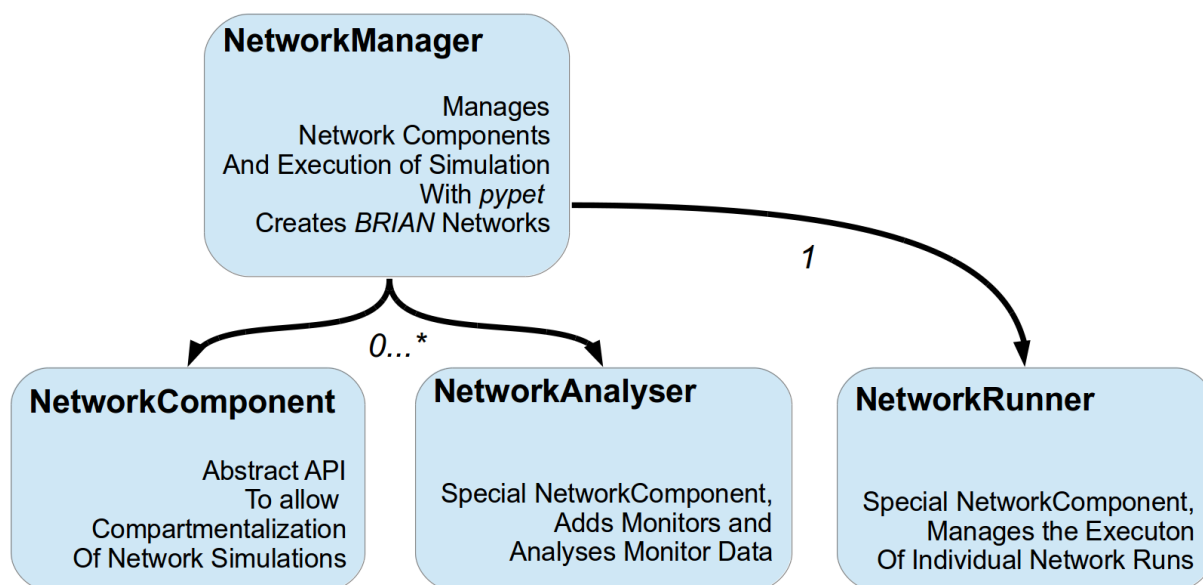 NetworkManager
Manages
Network Components
And Execution of Simulation
With pypet
Creates BRIAN Networks
1
0...*
NetworkComponent
Abstract API
To allow
Compartmentalization
Of Network Simulations
NetworkAnalyser
Special NetworkComponent,
Adds Monitors and
Analyses Monitor Data
NetworkRunner
Special NetworkComponent,
Manages the Executon
Of Individual Network Runs